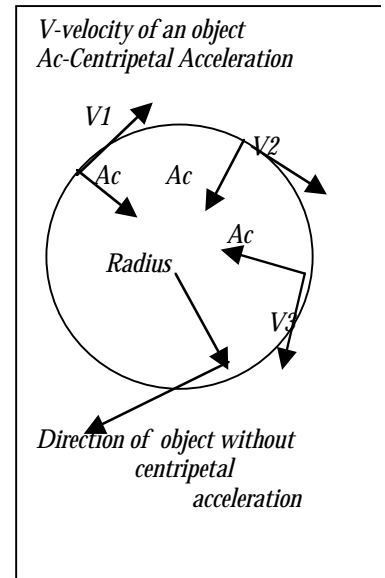 V-velocity of an object
Ac-Centripetal Acceleration
V1
V2
Ac
Ac
Ac
Radius
V3
Direction of object without
centripetal
acceleration